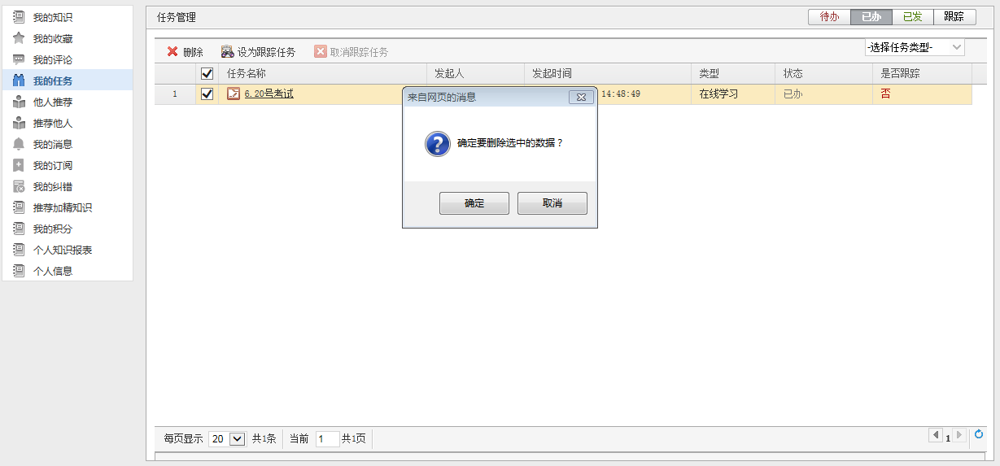 我的知识
我的收藏
我的评论
我的任务
他人推荐
推荐他人
我的消息
我的订阅
我的纠错
推荐加精知识
我的积分
个人知识报表
个人信息
任务管理
待办 已办 已发 跟踪
删除 设为跟踪任务 取消跟踪任务 -选择任务类型-
任务名称 发起人 发起时间 类型 状态 是否跟踪
1 6.20号考试 14:48:49 在线学习 已办 否
来自网页的消息
确定要删除选中的数据？
确定 取消
每页显示 20 共1条 当前 1 共1页 1